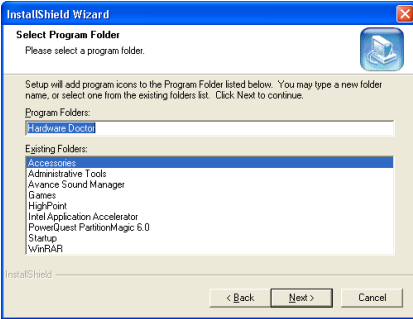 InstallShield Wizard
Select Program Folder
Please select a program folder.
Setup will add program icons to the Program Folder listed below. You may type a new folder
name, or select one from the existing folders list. Click Next to continue.
Program Folders:
Hardware Doctor
Existing Folders:
Accessories
Administrative Tools
Avance Sound Manager
Games
HighPoint
Intel Application Accelerator
PowerQuest PartitionMagic 6.0
Startup
WinRAR
InstallShield
< Back Next > Cancel